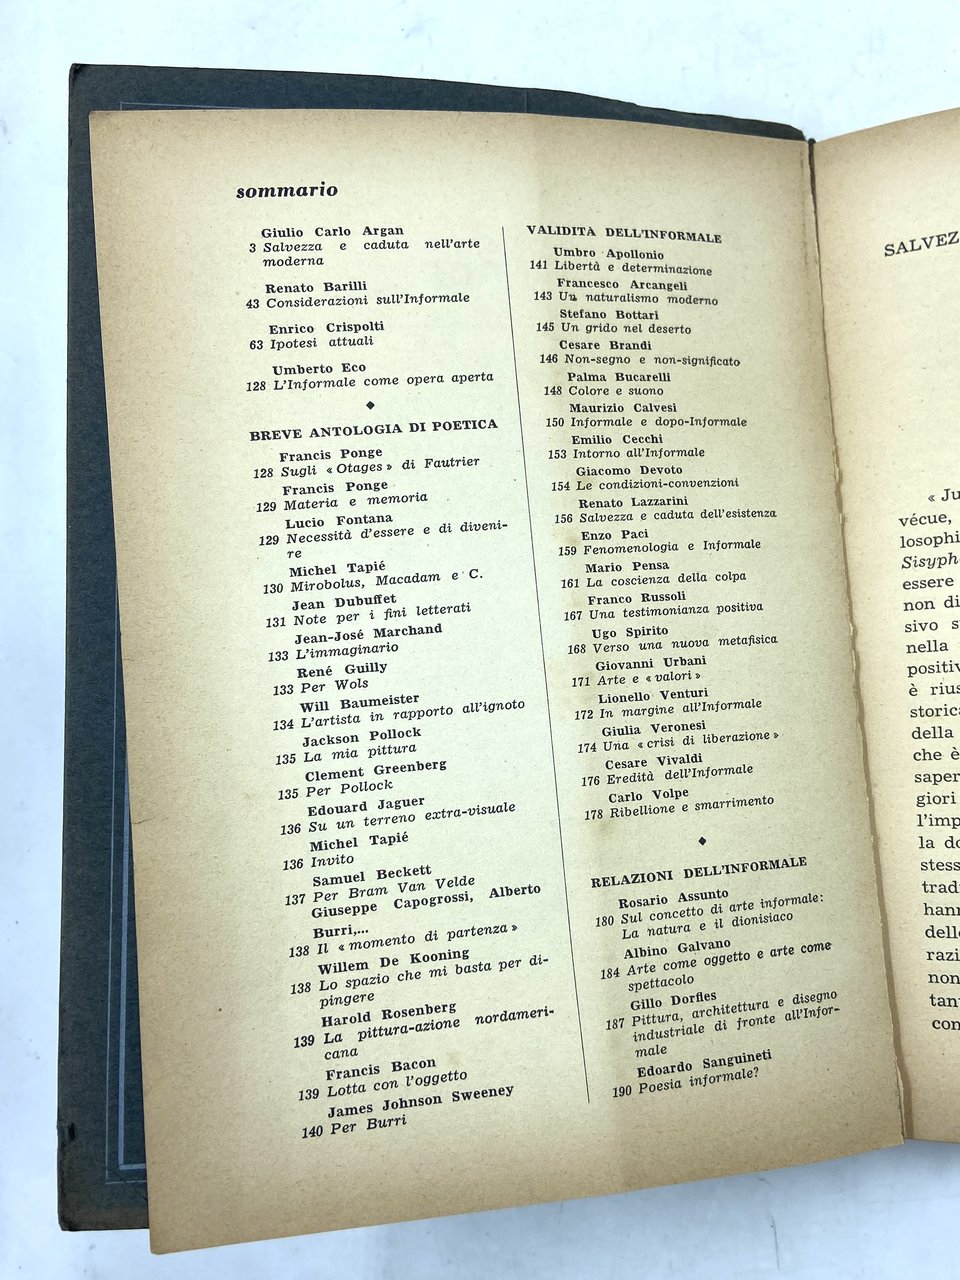 sommario
Giulio Carlo Argan
3 Salvezza e caduta nell'arte
moderna
Renato Barilli
43 Considerazioni sull'Informale
Enrico Crispolti
63 Ipotesi attuali
Umberto Eco
128 L'Informale come opera aperta
◆
BREVE ANTOLOGIA DI POETICA
Francis Ponge
128 Sugli « Otages » di Fautrier
Francis Ponge
129 Materia e memoria
Lucio Fontana
129 Necessità d'essere e di diveni-
re
Michel Tapié
130 Mirobolus, Macadam e C.
Jean Dubuffet
131 Note per i fini letterati
Jean-José Marchand
133 L'immaginario
René Guilly
133 Per Wols
Will Baumeister
134 L'artista in rapporto all'ignoto
Jackson Pollock
135 La mia pittura
Clement Greenberg
135 Per Pollock
Edouard Jaguer
136 Su un terreno extra-visuale
Michel Tapié
136 Invito
Samuel Beckett
137 Per Bram Van Velde
Giuseppe Capogrossi, Alberto
Burri,...
138 Il « momento di partenza »
Willem De Kooning
138 Lo spazio che mi basta per di-
pingere
Harold Rosenberg
139 La pittura-azione nordameri-
cana
Francis Bacon
139 Lotta con l'oggetto
James Johnson Sweeney
140 Per Burri
VALIDITÀ DELL'INFORMALE
Umbro Apollonio
141 Libertà e determinazione
Francesco Arcangeli
143 Un naturalismo moderno
Stefano Bottari
145 Un grido nel deserto
Cesare Brandi
146 Non-segno e non-significato
Palma Bucarelli
148 Colore e suono
Maurizio Calvesi
150 Informale e dopo-Informale
Emilio Cecchi
153 Intorno all'Informale
Giacomo Devoto
154 Le condizioni-convenzioni
Renato Lazzarini
156 Salvezza e caduta dell'esistenza
Enzo Paci
159 Fenomenologia e Informale
Mario Pensa
161 La coscienza della colpa
Franco Russoli
167 Una testimonianza positiva
Ugo Spirito
168 Verso una nuova metafisica
Giovanni Urbani
171 Arte e « valori »
Lionello Venturi
172 In margine all'Informale
Giulia Veronesi
174 Una « crisi di liberazione »
Cesare Vivaldi
176 Eredità dell'Informale
Carlo Volpe
178 Ribellione e smarrimento
◆
RELAZIONI DELL'INFORMALE
Rosario Assunto
180 Sul concetto di arte informale:
La natura e il dionisiaco
Albino Galvano
184 Arte come oggetto e arte come
spettacolo
Gillo Dorfles
187 Pittura, architettura e disegno
industriale di fronte all'Infor-
male
Edoardo Sanguineti
190 Poesia informale?
SALVEZ
« Ju
vécue,
losophi
Sisyph
essere
non di
sivo s
nella
positiv
è rius
storica
della
che è
saper
giori
l'imp
la do
stess
trad
hann
dell
razi
non
tan
con